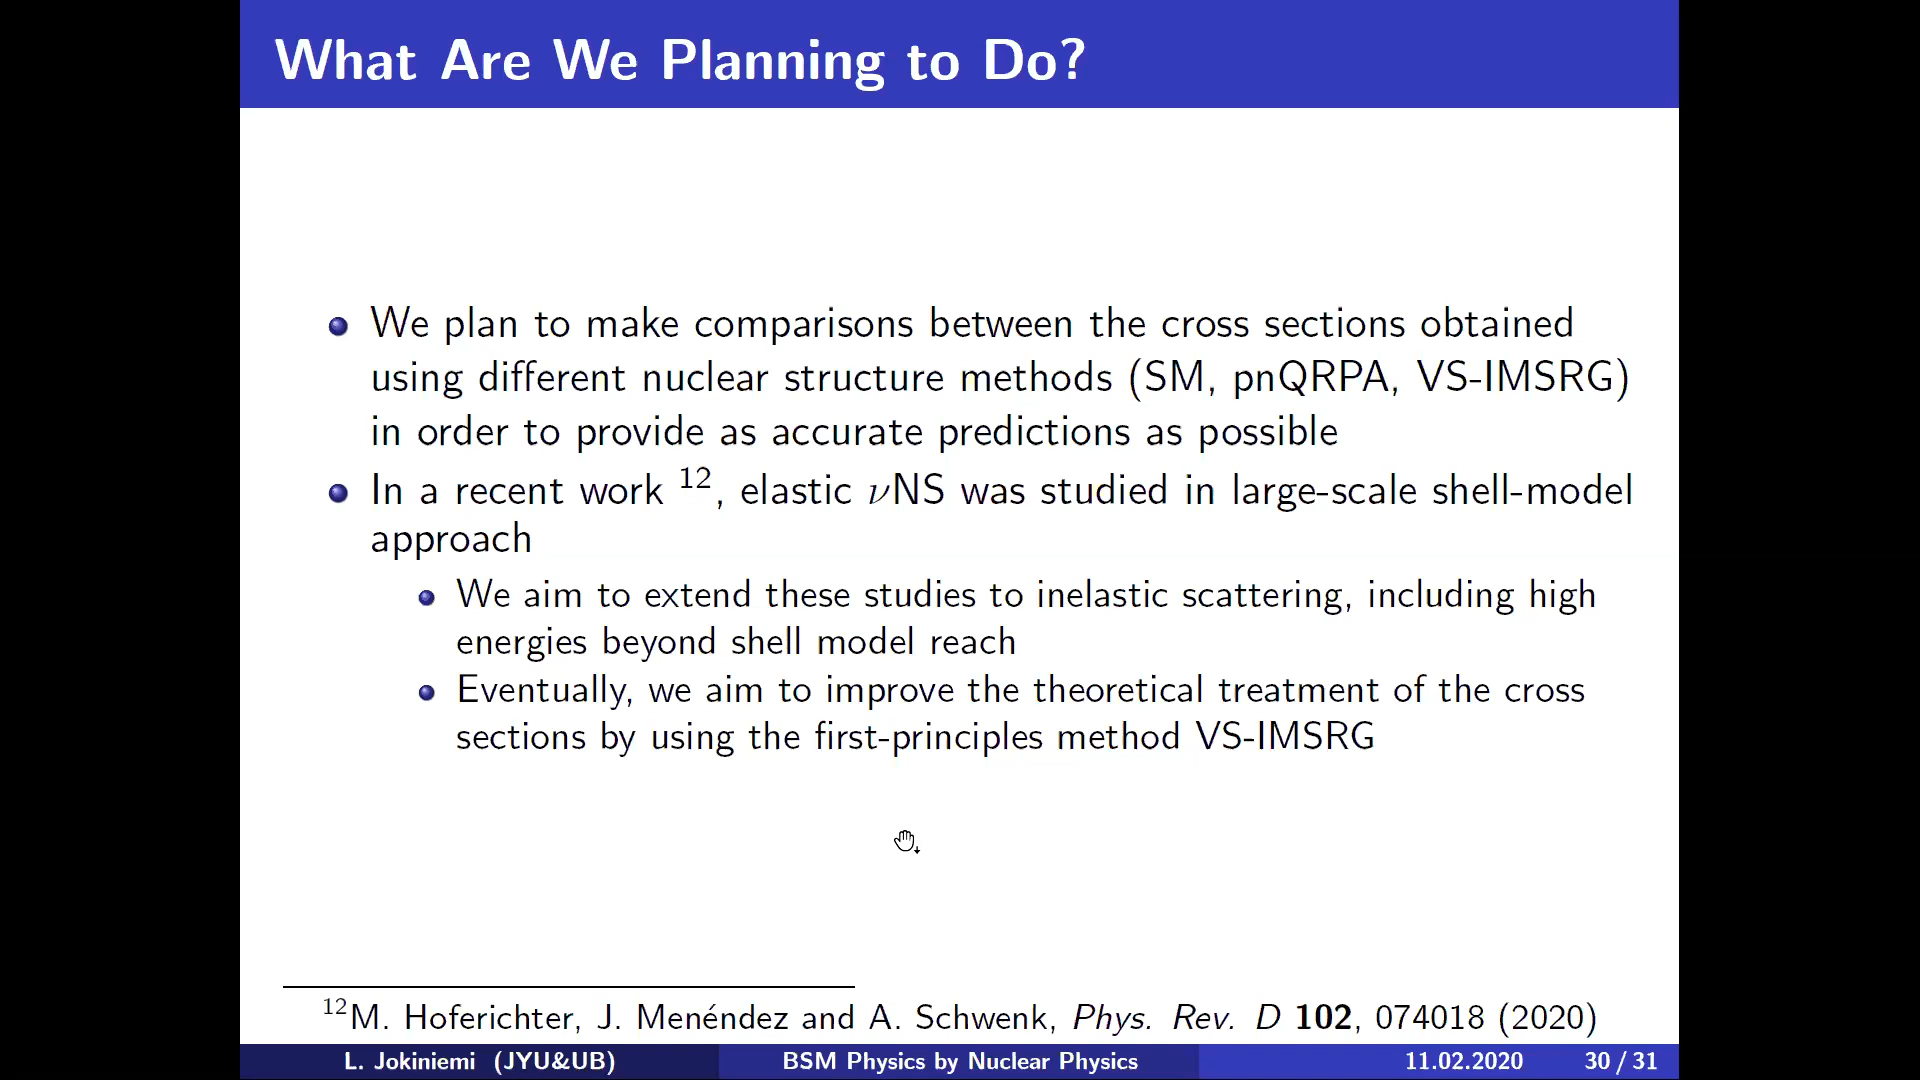 What Are We Planning to Do?
We plan to make comparisons between the cross sections obtained
using different nuclear structure methods (SM, pnQRPA, VS-IMSRG)
in order to provide as accurate predictions as possible
In a recent work 12, elastic νNS was studied in large-scale shell-model
approach
We aim to extend these studies to inelastic scattering, including high
energies beyond shell model reach
Eventually, we aim to improve the theoretical treatment of the cross
sections by using the first-principles method VS-IMSRG
12M. Hoferichter, J. Menéndez and A. Schwenk, Phys. Rev. D 102, 074018 (2020)
L. Jokiniemi (JYU&UB) BSM Physics by Nuclear Physics 11.02.2020 30 / 31